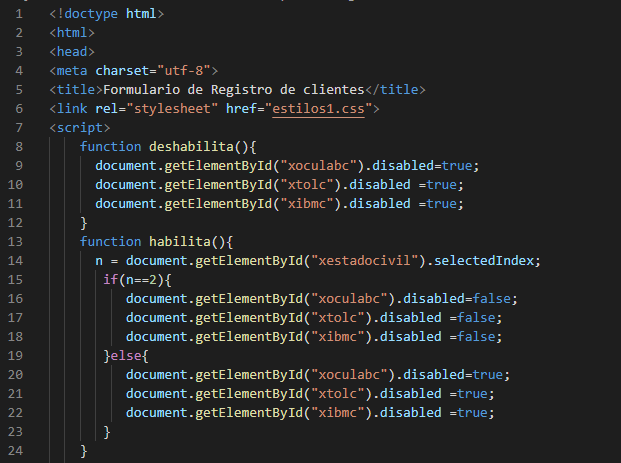 1 <!doctype html>
2 <html>
3 <head>
4 <meta charset="utf-8">
5 <title>Formulario de Registro de clientes</title>
6 <link rel="stylesheet" href="estilos1.css">
7 <script>
8 function deshabilita(){
9 document.getElementById("xoculabc").disabled=true;
10 document.getElementById("xtolc").disabled =true;
11 document.getElementById("xibmc").disabled =true;
12 }
13 function habilita(){
14 n = document.getElementById("xestadocivil").selectedIndex;
15 if(n==2){
16 document.getElementById("xoculabc").disabled=false;
17 document.getElementById("xtolc").disabled =false;
18 document.getElementById("xibmc").disabled =false;
19 }else{
20 document.getElementById("xoculabc").disabled=true;
21 document.getElementById("xtolc").disabled =true;
22 document.getElementById("xibmc").disabled =true;
23 }
24 }